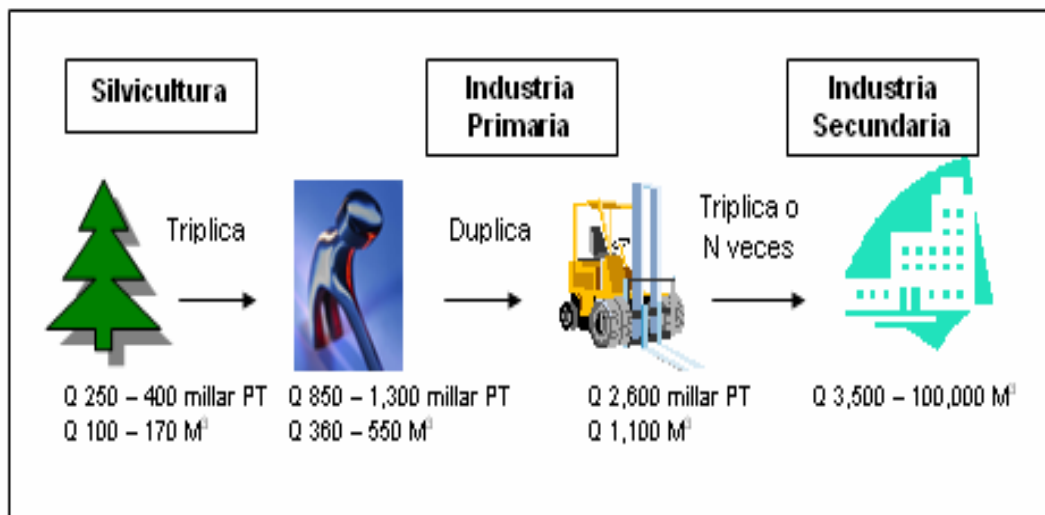 Silvicultura
Industria
Primaria
Industria
Secundaria
Triplica
Duplica
Triplica o
N veces
Q 250 – 400 millar PT
Q 100 – 170 M³
Q 850 – 1,300 millar PT
Q 360 – 550 M³
Q 2,600 millar PT
Q 1,100 M³
Q 3,500 – 100,000 M³